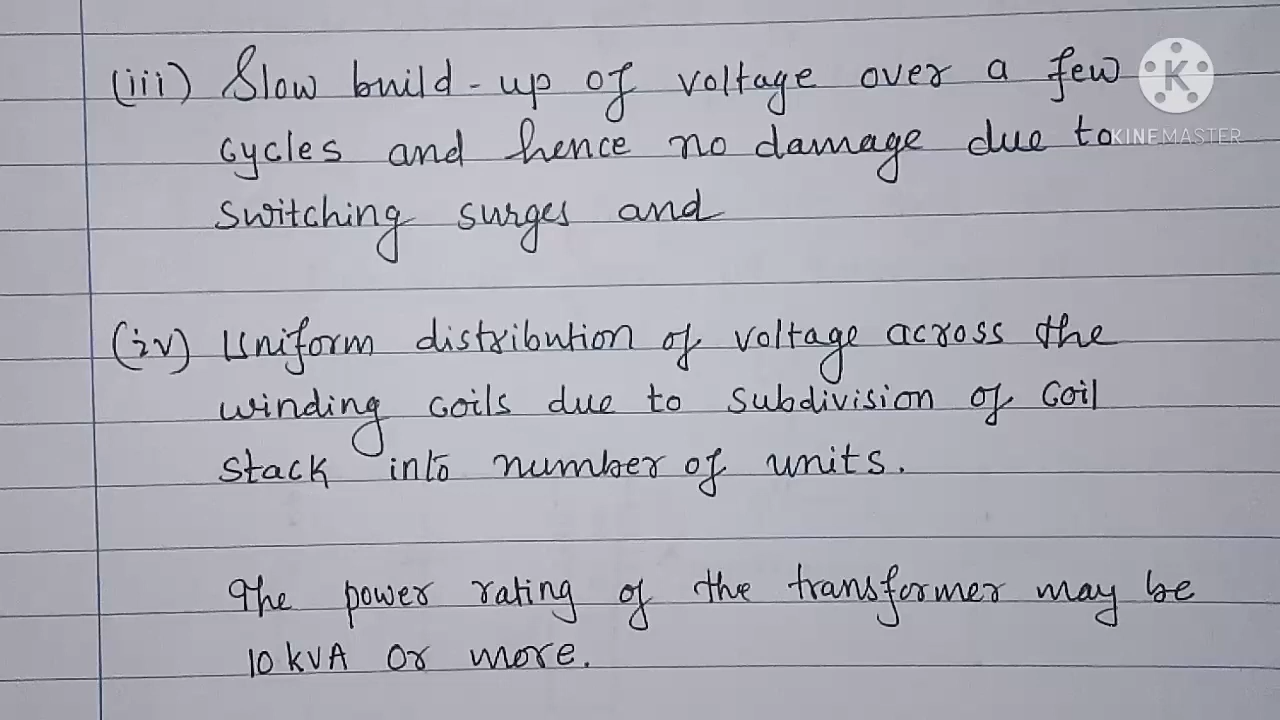 (iii) Slow build-up of voltage over a few
cycles and hence no damage due to
switching surges and
(iv) Uniform distribution of voltage across the
winding coils due to subdivision of coil
stack into number of units.
The power rating of the transformer may be
10 kVA or more.
K
KINEMASTER